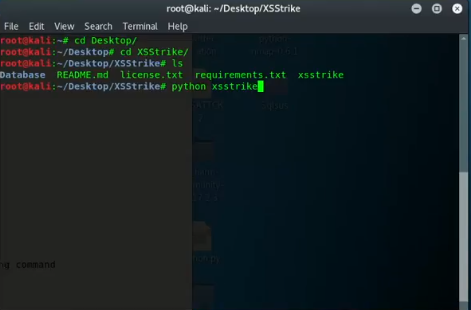 root@kali: ~/Desktop/XSStrike
File Edit View Search Terminal Help
root@kali:~# cd Desktop/
root@kali:~/Desktop# cd XSStrike/
root@kali:~/Desktop/XSStrike# ls
Database README.md license.txt requirements.txt xsstrike
root@kali:~/Desktop/XSStrike# python xsstrike
ng command